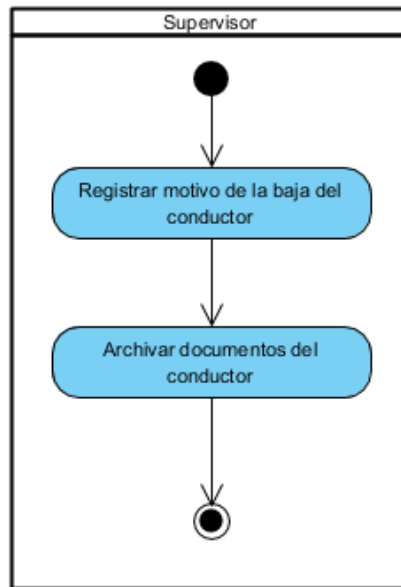 Supervisor
Registrar motivo de la baja del
conductor
Archivar documentos del
conductor